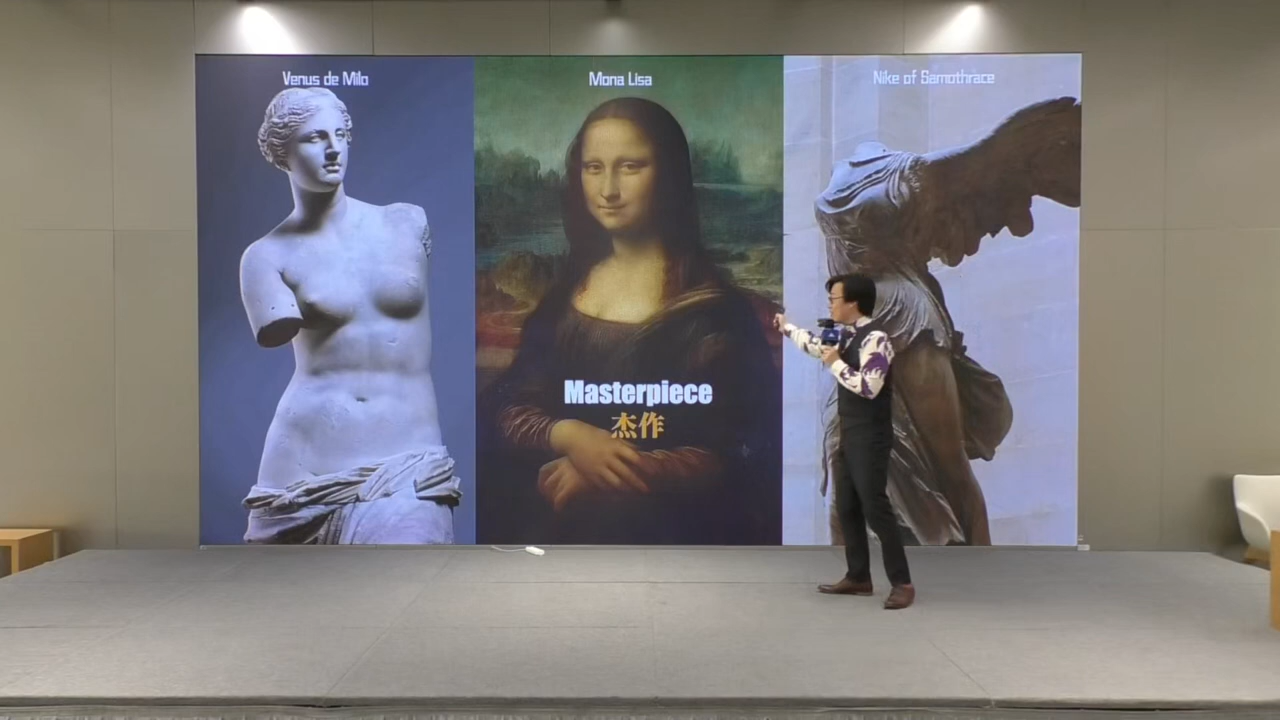 Venus de Milo
Mona Lisa
Nike of Samothrace
Masterpiece
杰作